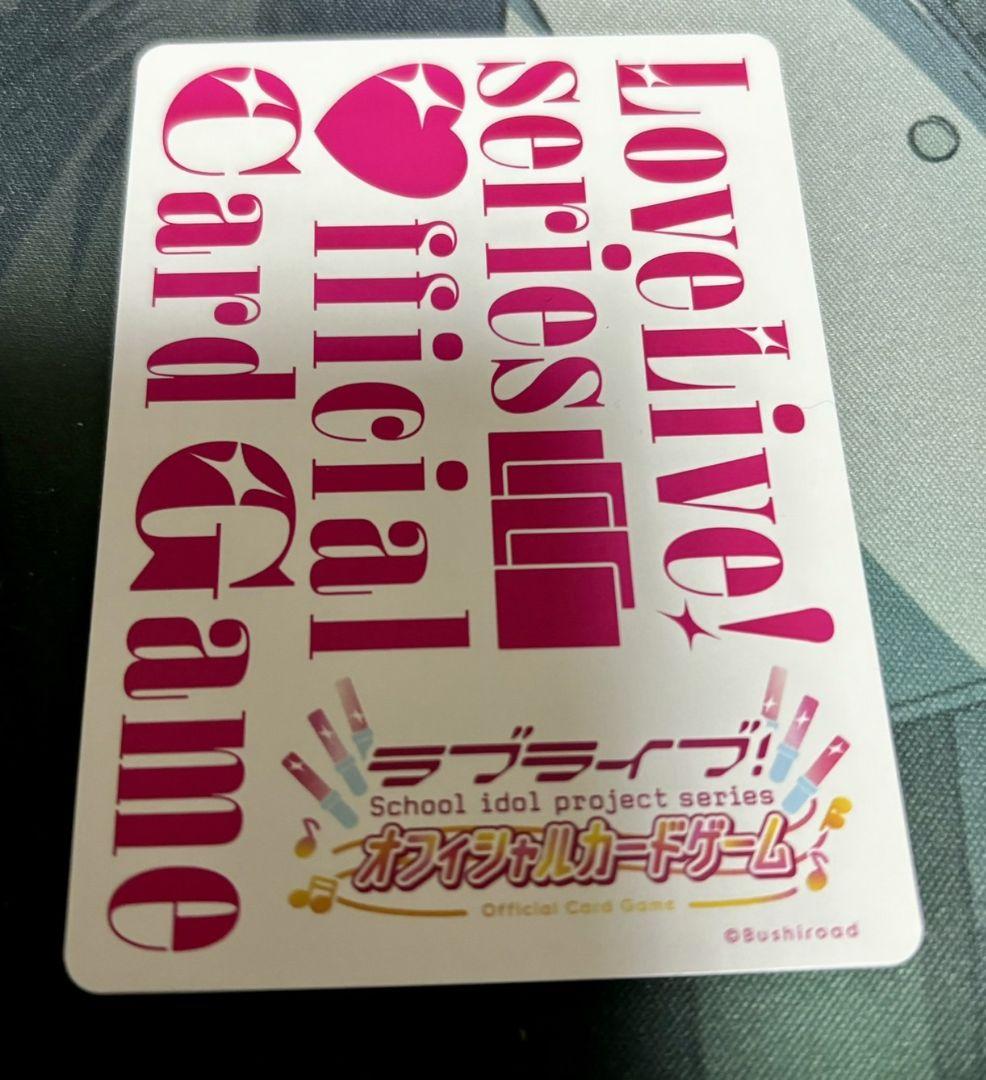 LoveLive!
series
♥fficial
Card Game
ラブライブ!
School idol project series
オフィシャルカードゲーム
Official Card Game
©Bushiroad